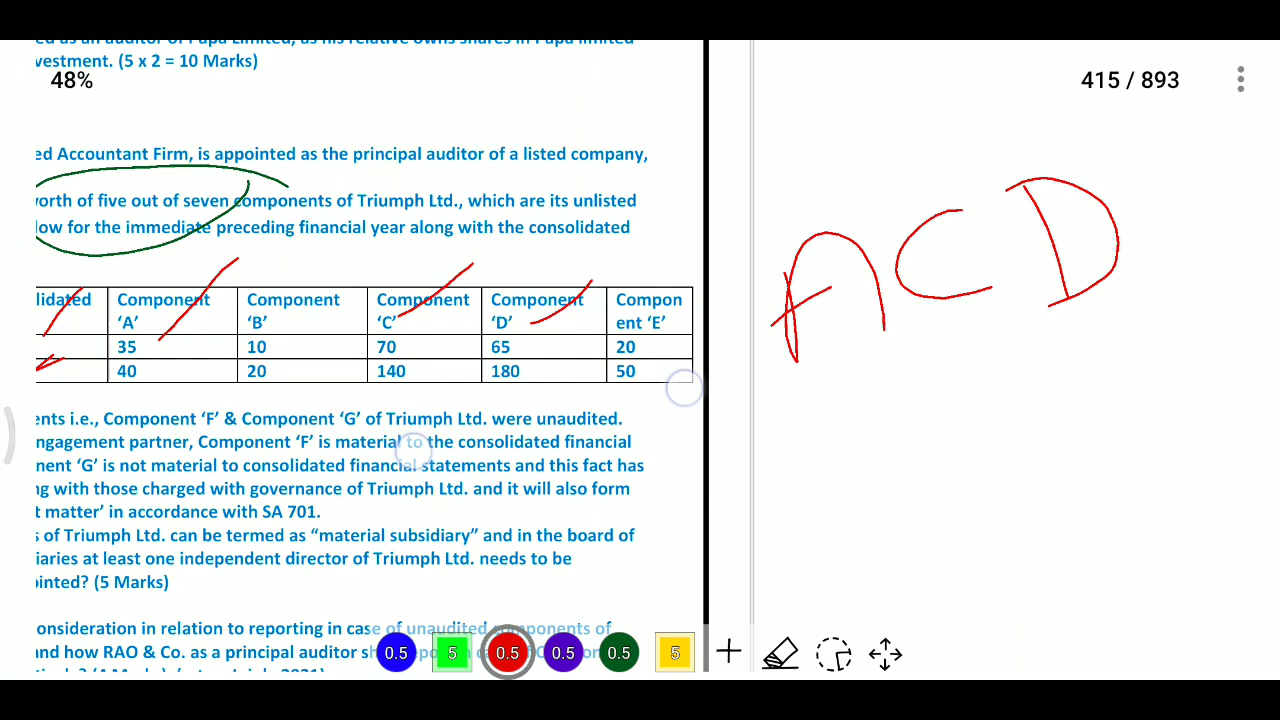 ed as an auditor of Papa Limited, as his relative owns shares in Papa limited
vestment. (5 x 2 = 10 Marks)
48%
415 / 893
ed Accountant Firm, is appointed as the principal auditor of a listed company,
worth of five out of seven components of Triumph Ltd., which are its unlisted
low for the immediate preceding financial year along with the consolidated
A C D
lidated Component Component Component Component Compon
‘A’ ‘B’ ‘C’ ‘D’ ent ‘E’
35 10 70 65 20
40 20 140 180 50
ents i.e., Component ‘F’ & Component ‘G’ of Triumph Ltd. were unaudited.
ngagement partner, Component ‘F’ is material to the consolidated financial
nent ‘G’ is not material to consolidated financial statements and this fact has
ng with those charged with governance of Triumph Ltd. and it will also form
t matter’ in accordance with SA 701.
s of Triumph Ltd. can be termed as “material subsidiary” and in the board of
iaries at least one independent director of Triumph Ltd. needs to be
ointed? (5 Marks)
onsideration in relation to reporting in case of unaudited components of
and how RAO & Co. as a principal auditor
0.5 5 0.5 0.5 0.5 5